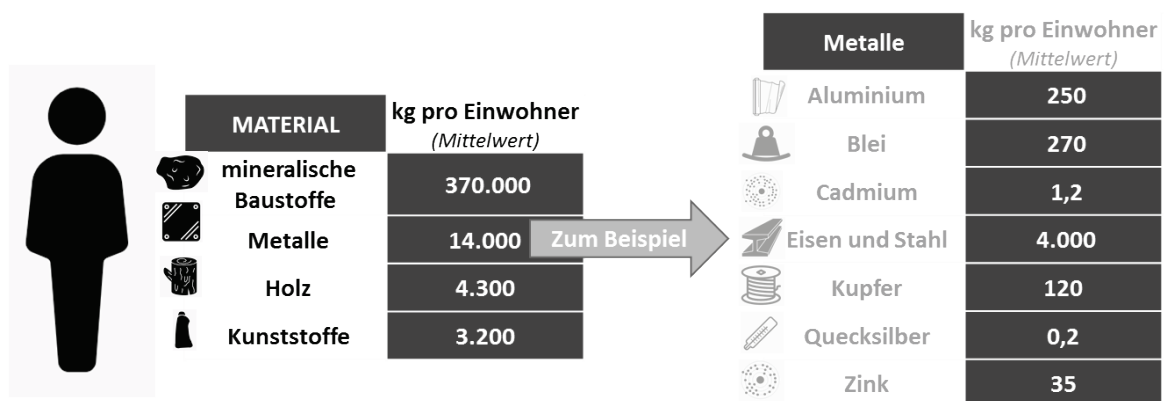 MATERIAL
kg pro Einwohner
(Mittelwert)
mineralische
Baustoffe
370.000
Metalle
14.000
Holz
4.300
Kunststoffe
3.200
Zum Beispiel
Metalle
kg pro Einwohner
(Mittelwert)
Aluminium
250
Blei
270
Cadmium
1,2
Eisen und Stahl
4.000
Kupfer
120
Quecksilber
0,2
Zink
35